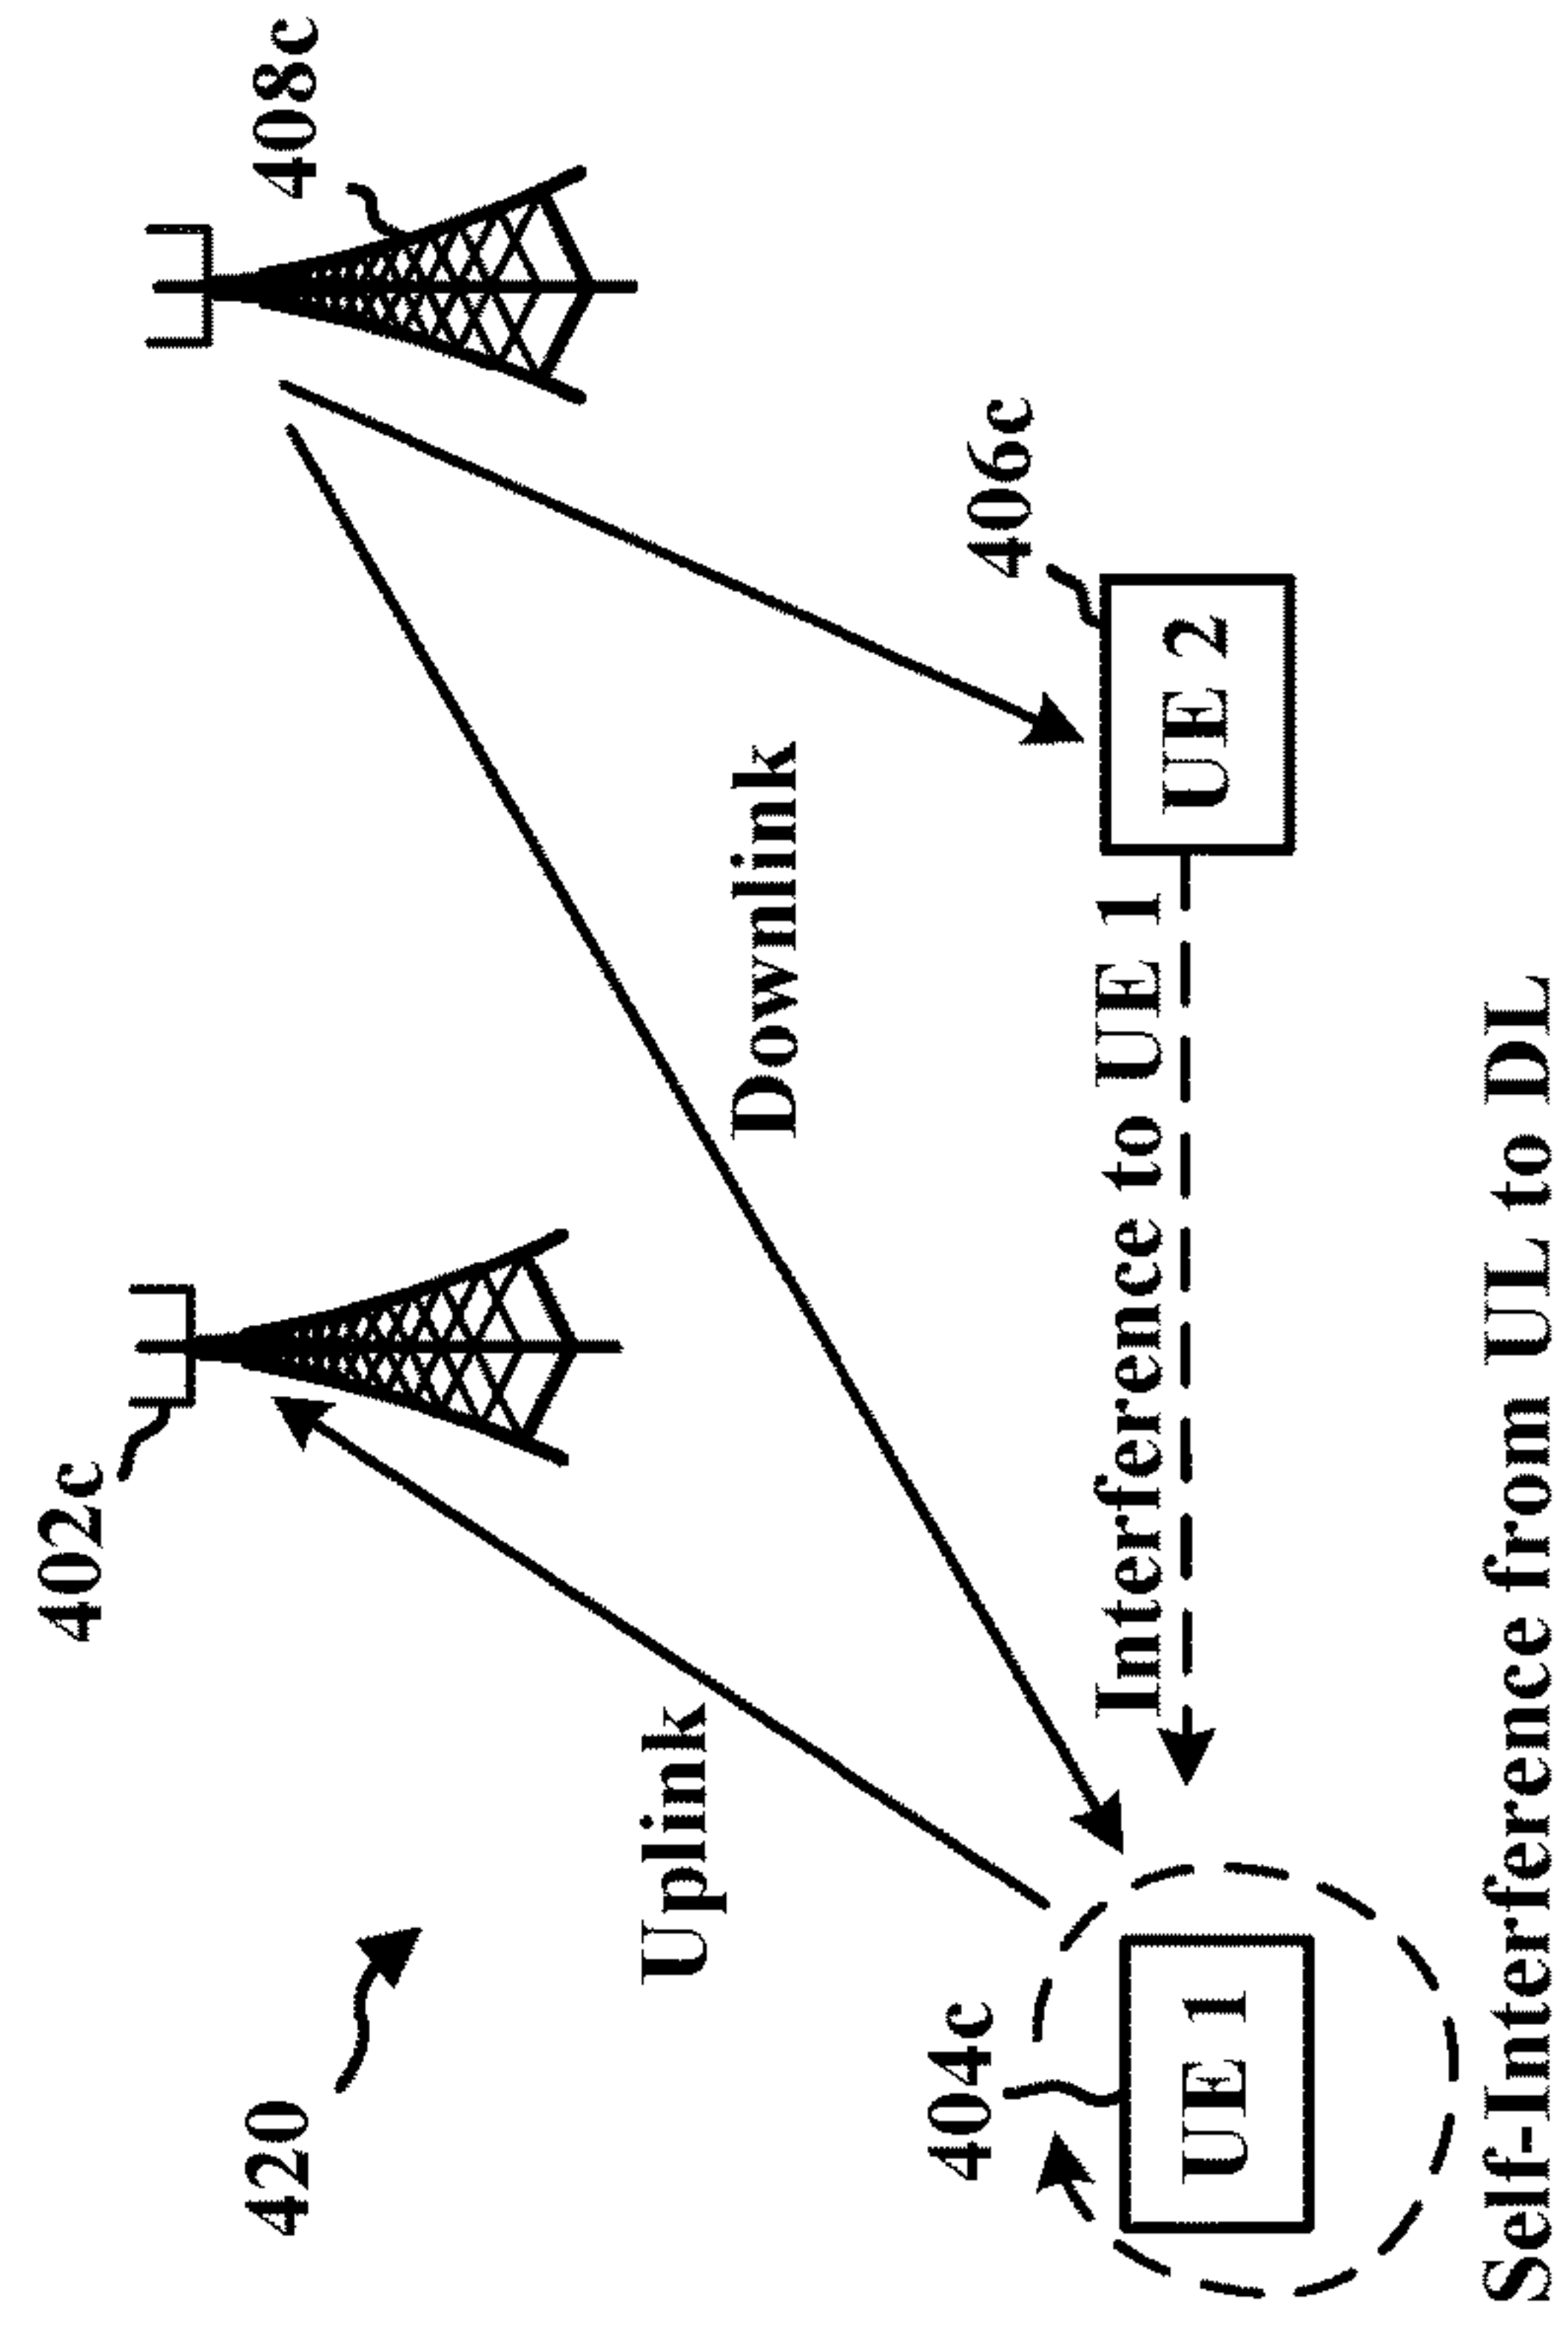 420
402c
408c
Uplink
Downlink
404c
406c
UE 1
Interference to UE 1
UE 2
Self-Interference from UL to DL